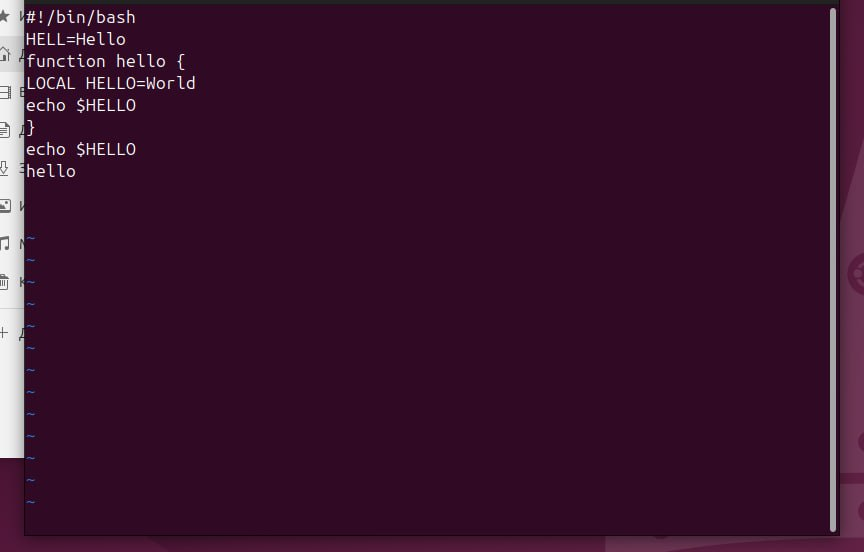 #!/bin/bash
HELL=Hello
function hello {
LOCAL HELLO=World
echo $HELLO
}
echo $HELLO
hello
~
~
~
~
~
~
~
~
~
~
~
~
~